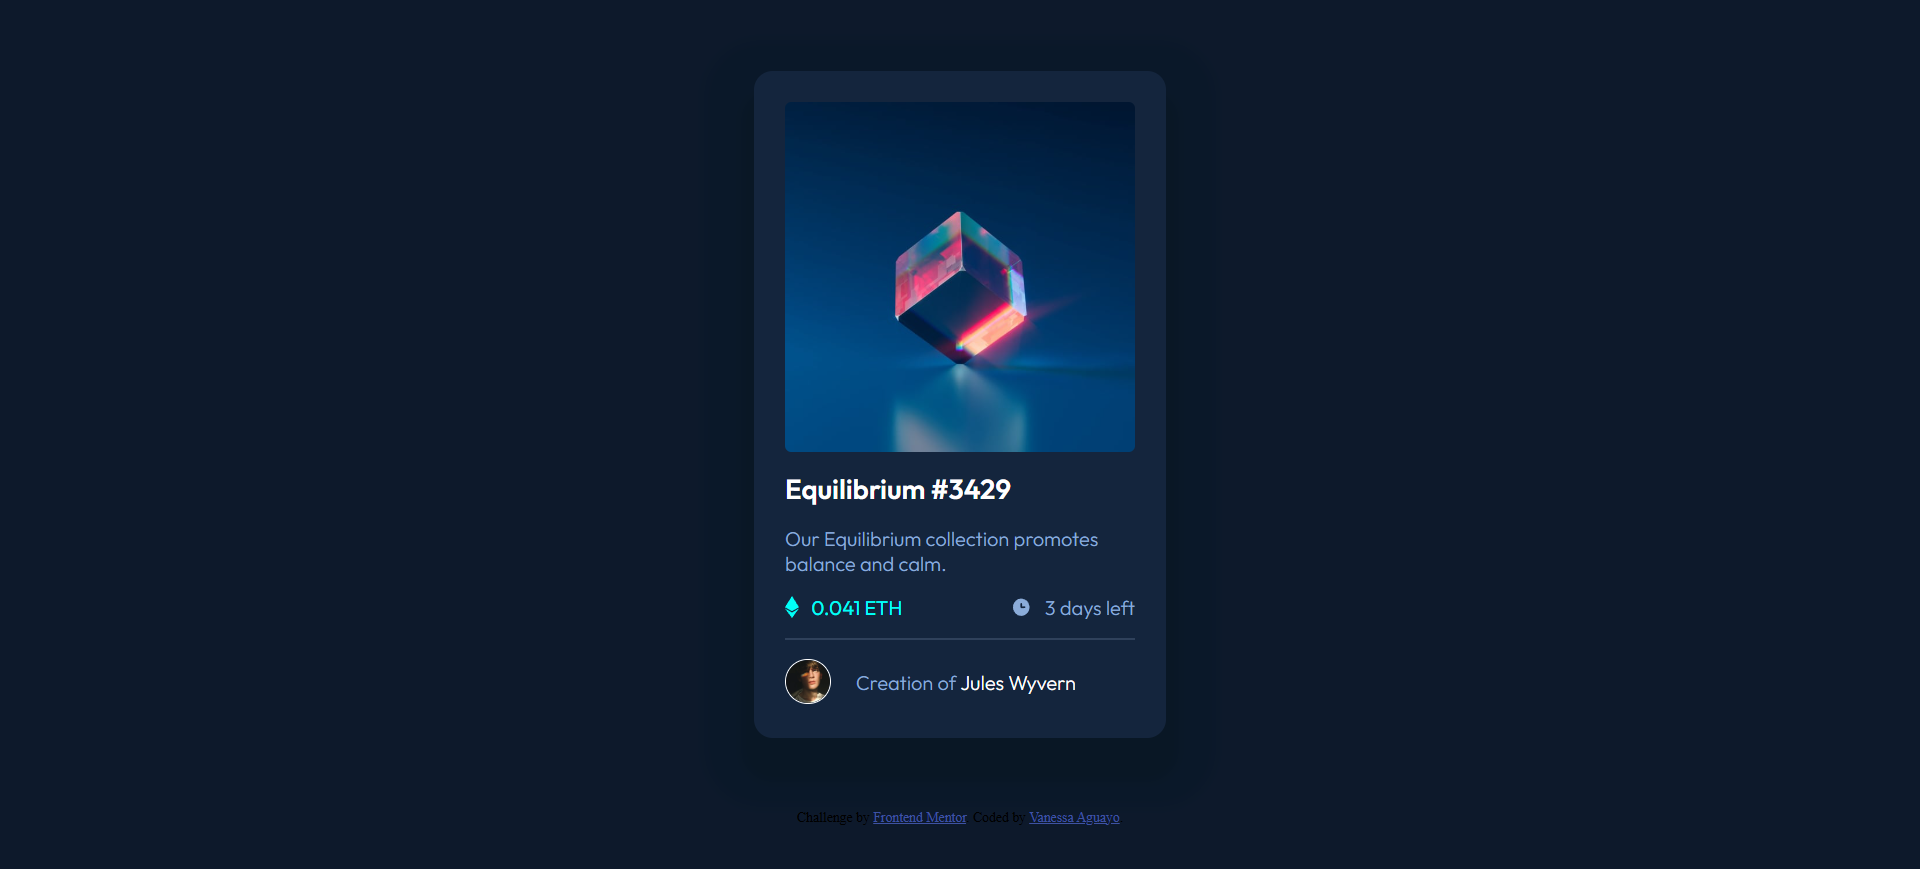 Equilibrium #3429
Our Equilibrium collection promotes
balance and calm.
0.041 ETH
3 days left
Creation of Jules Wyvern
Challenge by Frontend Mentor. Coded by Vanessa Aguayo.